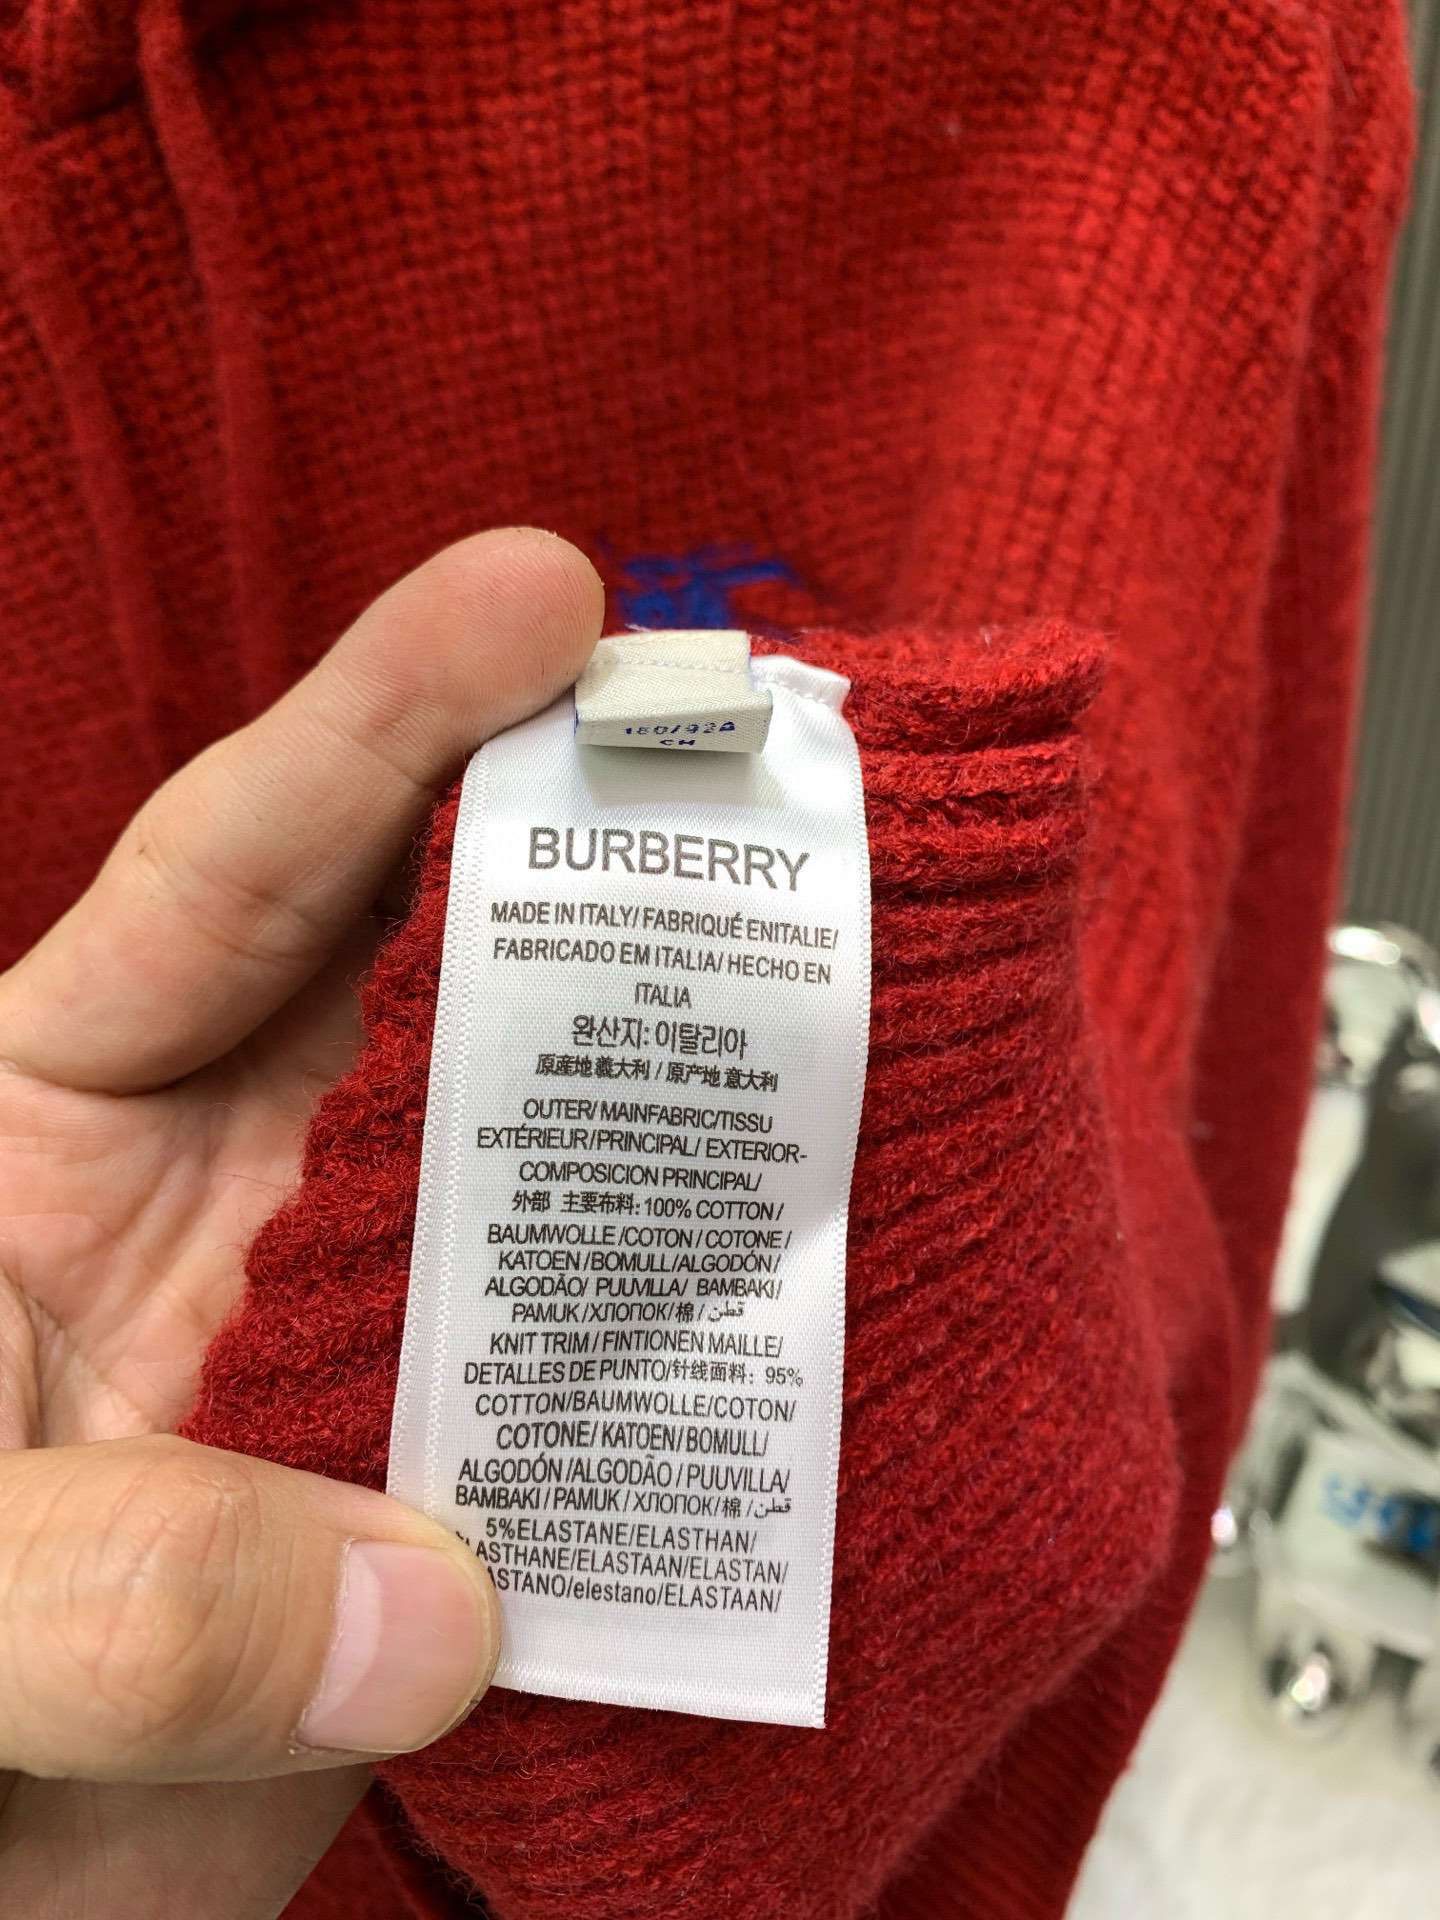 160/92A
CH
BURBERRY
MADE IN ITALY/ FABRIQUÉ ENITALIE/
FABRICADO EM ITALIA/ HECHO EN
ITALIA
완산지: 이탈리아
原産地 義大利 / 原产地 意大利
OUTER/ MAINFABRIC/TISSU
EXTÉRIEUR/PRINCIPAL/ EXTERIOR-
COMPOSICION PRINCIPAL/
外部 主要布料: 100% COTTON /
BAUMWOLLE /COTON / COTONE /
KATOEN /BOMULL/ALGODÓN /
ALGODÃO/ PUUVILLA/ BAMBAKI /
PAMUK /ХЛОПОК/棉 / قطن
KNIT TRIM / FINTIONEN MAILLE/
DETALLES DE PUNTO/针线面料: 95%
COTTON/BAUMWOLLE/COTON/
COTONE/ KATOEN/BOMULL/
ALGODÓN /ALGODÃO / PUUVILLA/
BAMBAKI / PAMUK / ХЛОПОК/棉 / قطن
5%ELASTANE/ELASTHAN/
LASTHANE/ELASTAAN/ELASTAN/
ASTANO/elestano/ELASTAAN/